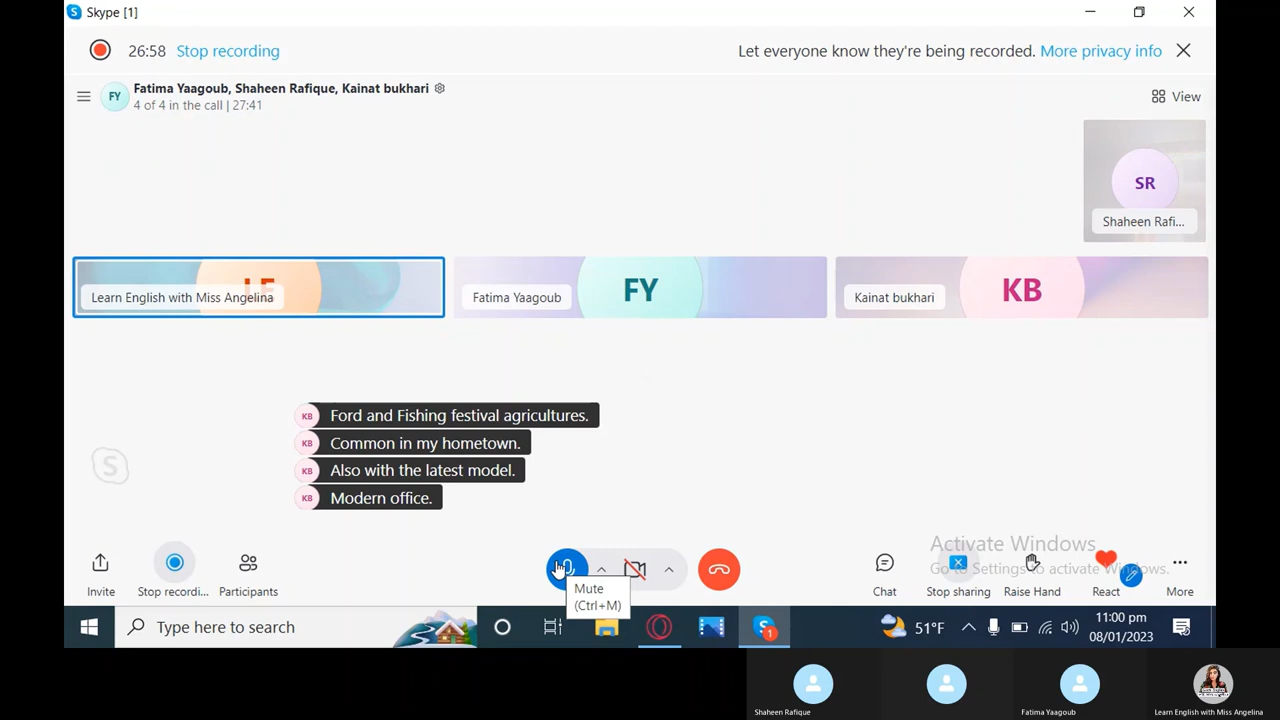 Skype [1]
26:58 Stop recording
Let everyone know they're being recorded. More privacy info
FY
Fatima Yaagoub, Shaheen Rafique, Kainat bukhari
4 of 4 in the call | 27:41
View
SR
Shaheen Rafi...
LE
Learn English with Miss Angelina
FY
Fatima Yaagoub
KB
Kainat bukhari
KB Ford and Fishing festival agricultures.
KB Common in my hometown.
KB Also with the latest model.
KB Modern office.
S
Activate Windows
Go to Settings to activate Windows.
Invite
Stop recordi...
Participants
Mute
(Ctrl+M)
Chat
Stop sharing
Raise Hand
React
More
Type here to search
1
51°F
11:00 pm
08/01/2023
Shaheen Rafique
Fatima Yaagoub
Learn English with Miss Angelina